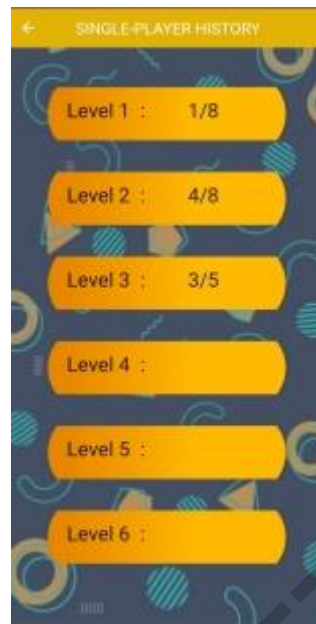 SINGLE-PLAYER HISTORY
Level 1 : 1/8
Level 2 : 4/8
Level 3 : 3/5
Level 4 :
Level 5 :
Level 6 :